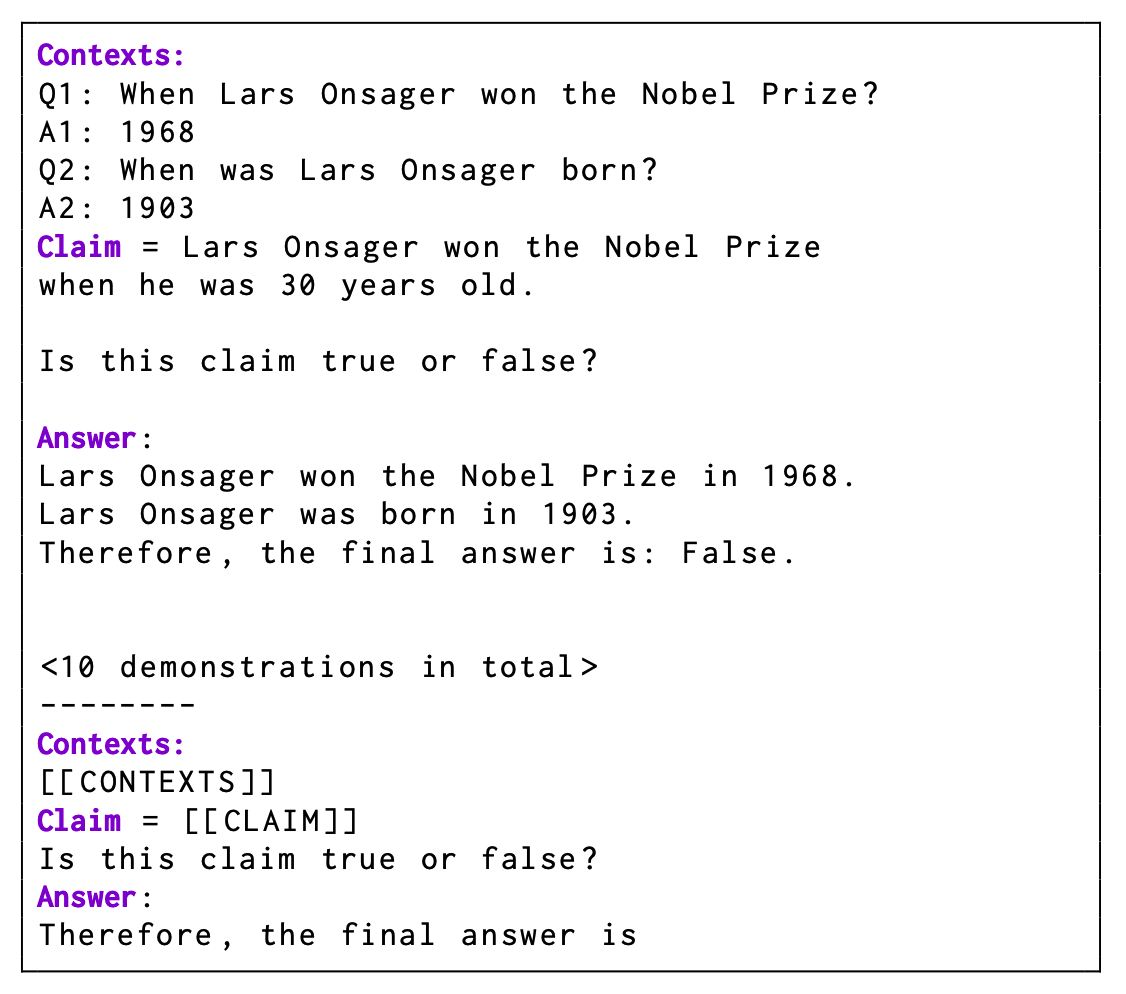 Contexts:
Q1: When Lars Onsager won the Nobel Prize?
A1: 1968
Q2: When was Lars Onsager born?
A2: 1903
Claim = Lars Onsager won the Nobel Prize
when he was 30 years old.
Is this claim true or false?
Answer:
Lars Onsager won the Nobel Prize in 1968.
Lars Onsager was born in 1903.
Therefore, the final answer is: False.
<10 demonstrations in total>
--------
Contexts:
[[CONTEXTS]]
Claim = [[CLAIM]]
Is this claim true or false?
Answer:
Therefore, the final answer is